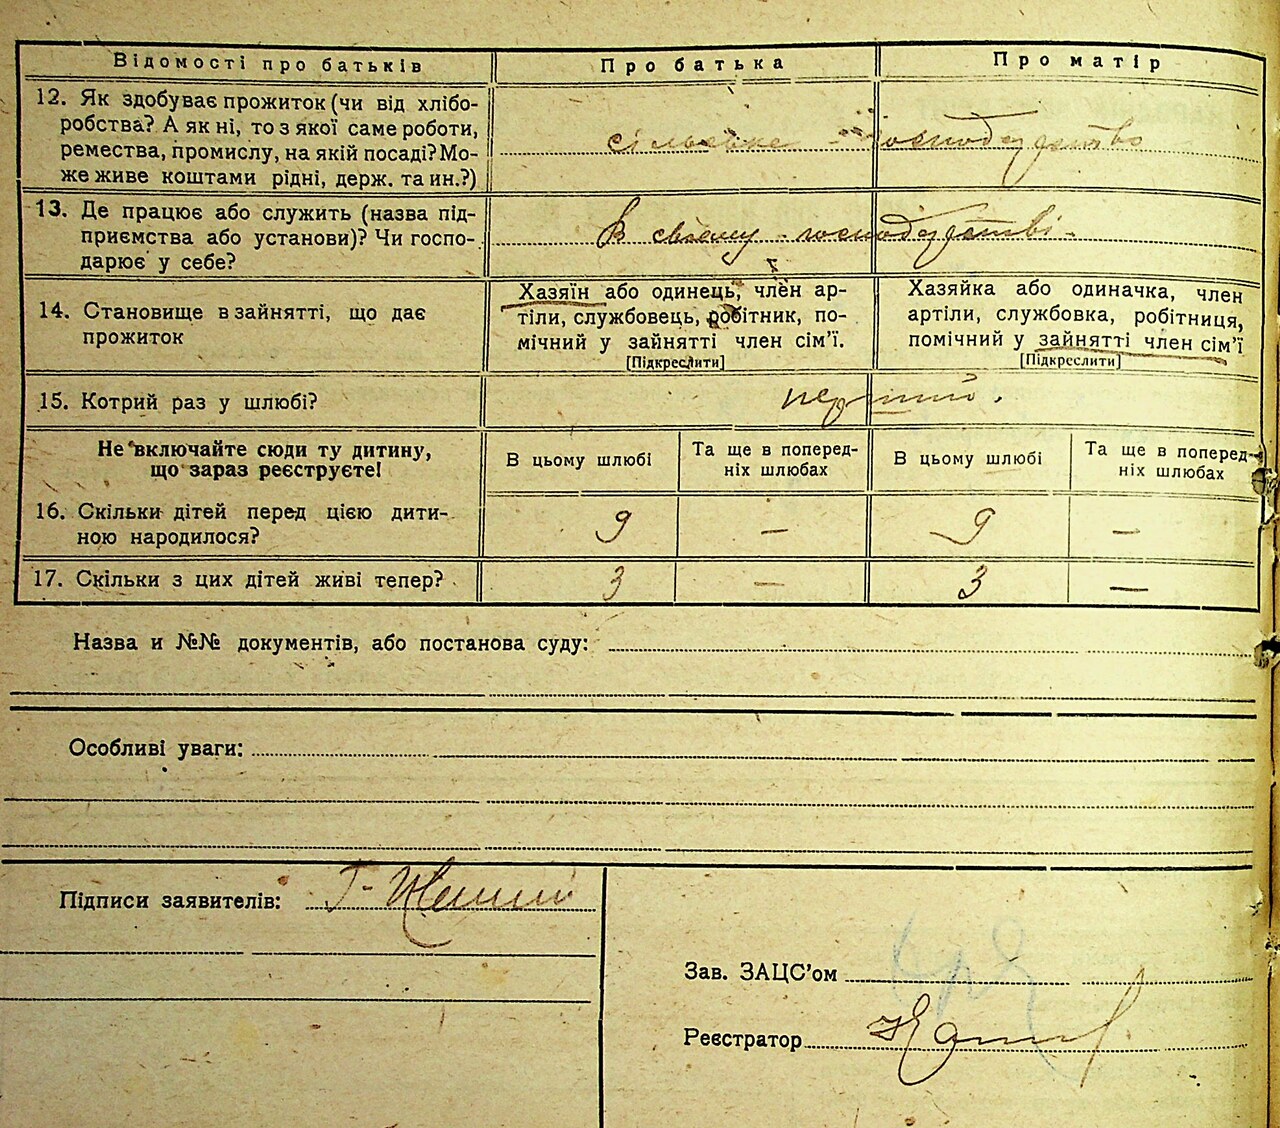 Відомості про батьків Про батька Про матір
12. Як здобуває прожиток (чи від хлібо-
робства? А як ні, то з якої саме роботи,
ремества, промислу, на якій посаді? Мо-
же живе коштами рідні, держ. та ин.?)
сільське - господарство
13. Де працює або служить (назва під-
приємства або установи)? Чи госпо-
дарює у себе?
В своему господарстві
14. Становище в зайнятті, що дає
прожиток
Хазяїн або одинець, член ар-
тіли, службовець, робітник, по-
мічний у зайнятті член сім'ї.
[Підкреслити]
Хазяйка або одиначка, член
артіли, службовка, робітниця,
помічний у зайнятті член сім'ї
[Підкреслити]
15. Котрий раз у шлюбі?
перший.
Не включайте сюди ту дитину,
що зараз реєструєте!
В цьому шлюбі
Та ще в поперед-
ніх шлюбах
В цьому шлюбі
Та ще в поперед-
ніх шлюбах
16. Скільки дітей перед цією дити-
ною народилося?
9 — 9 —
17. Скільки з цих дітей живі тепер? 3 — 3 —
Назва и №№ документів, або постанова суду:
Особливі уваги:
Підписи заявителів:
Зав. ЗАЦС'ом
Реєстратор